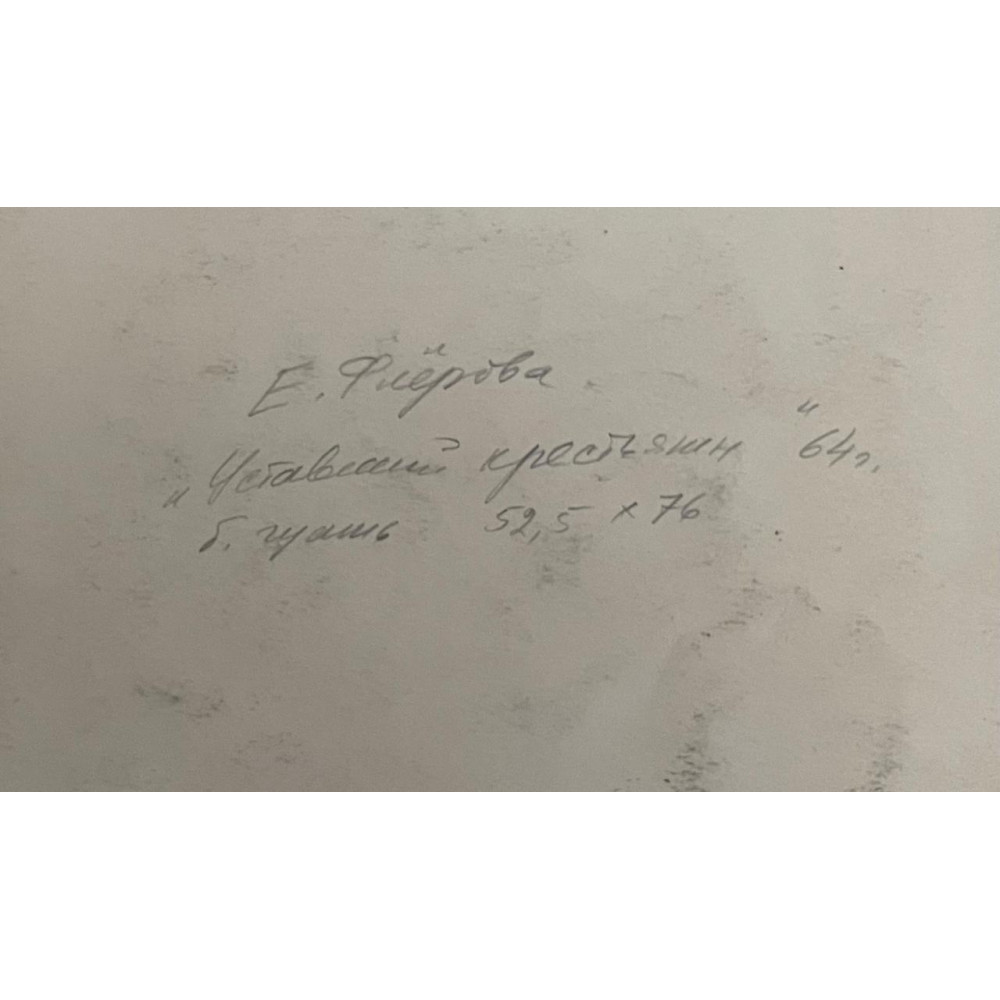 Е. Флёрова
"Уставший крестьянин" 64г.
б. гуашь 52,5 x 76